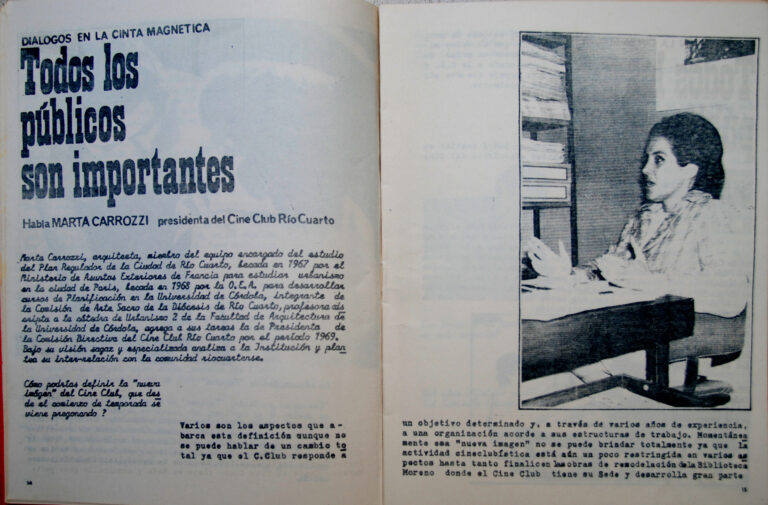 DIALOGOS EN LA CINTA MAGNETICA
Todos los
públicos
son importantes
Habla MARTA CARROZZI presidenta del Cine Club Río Cuarto
Marta Carrozzi, arquitecta, miembro del equipo encargado del estudio
del Plan Regulador de la Ciudad de Río Cuarto, becada en 1967 por el
Ministerio de Asuntos Exteriores de Francia para estudiar urbanismo
en la ciudad de París, becada en 1968 por la O.E.A. para desarrollar
cursos de Planificación en la Universidad de Córdoba, integrante de
la Comisión de Arte Sacro de la Diócesis de Río Cuarto, profesora ads
cripta a la cátedra de Urbanismo 2 de la Facultad de Arquitectura de
la Universidad de Córdoba, agrega a sus tareas la de Presidenta de
la Comisión Directiva del Cine Club Río Cuarto por el período 1969.
Bajo su visión sagaz y especializada analiza a la Institución y plan
tea su inter-relación con la comunidad riocuartense.
Cómo podrías definir la "nueva
imágen" del Cine Club, que des
de el comienzo de temporada se
viene pregonando ?
Varios son los aspectos que a-
barca esta definición aunque no
se puede hablar de un cambio to
tal ya que el C.Club responde a
14
un objetivo determinado y, a través de varios años de experiencia,
a una organización acorde a sus estructuras de trabajo. Momentánea
mente esa "nueva imagen" no se puede brindar totalmente ya que la
actividad cineclubística está aún un poco restringida en varios as
pectos hasta tanto finalicen las obras de remodelación de la Biblioteca
Moreno donde el Cine Club tiene su Sede y desarrolla gran parte
15